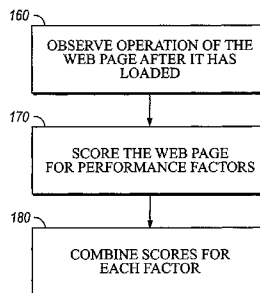 160
OBSERVE OPERATION OF THE
WEB PAGE AFTER IT HAS
LOADED
170
SCORE THE WEB PAGE
FOR PERFORMANCE FACTORS
180
COMBINE SCORES FOR
EACH FACTOR